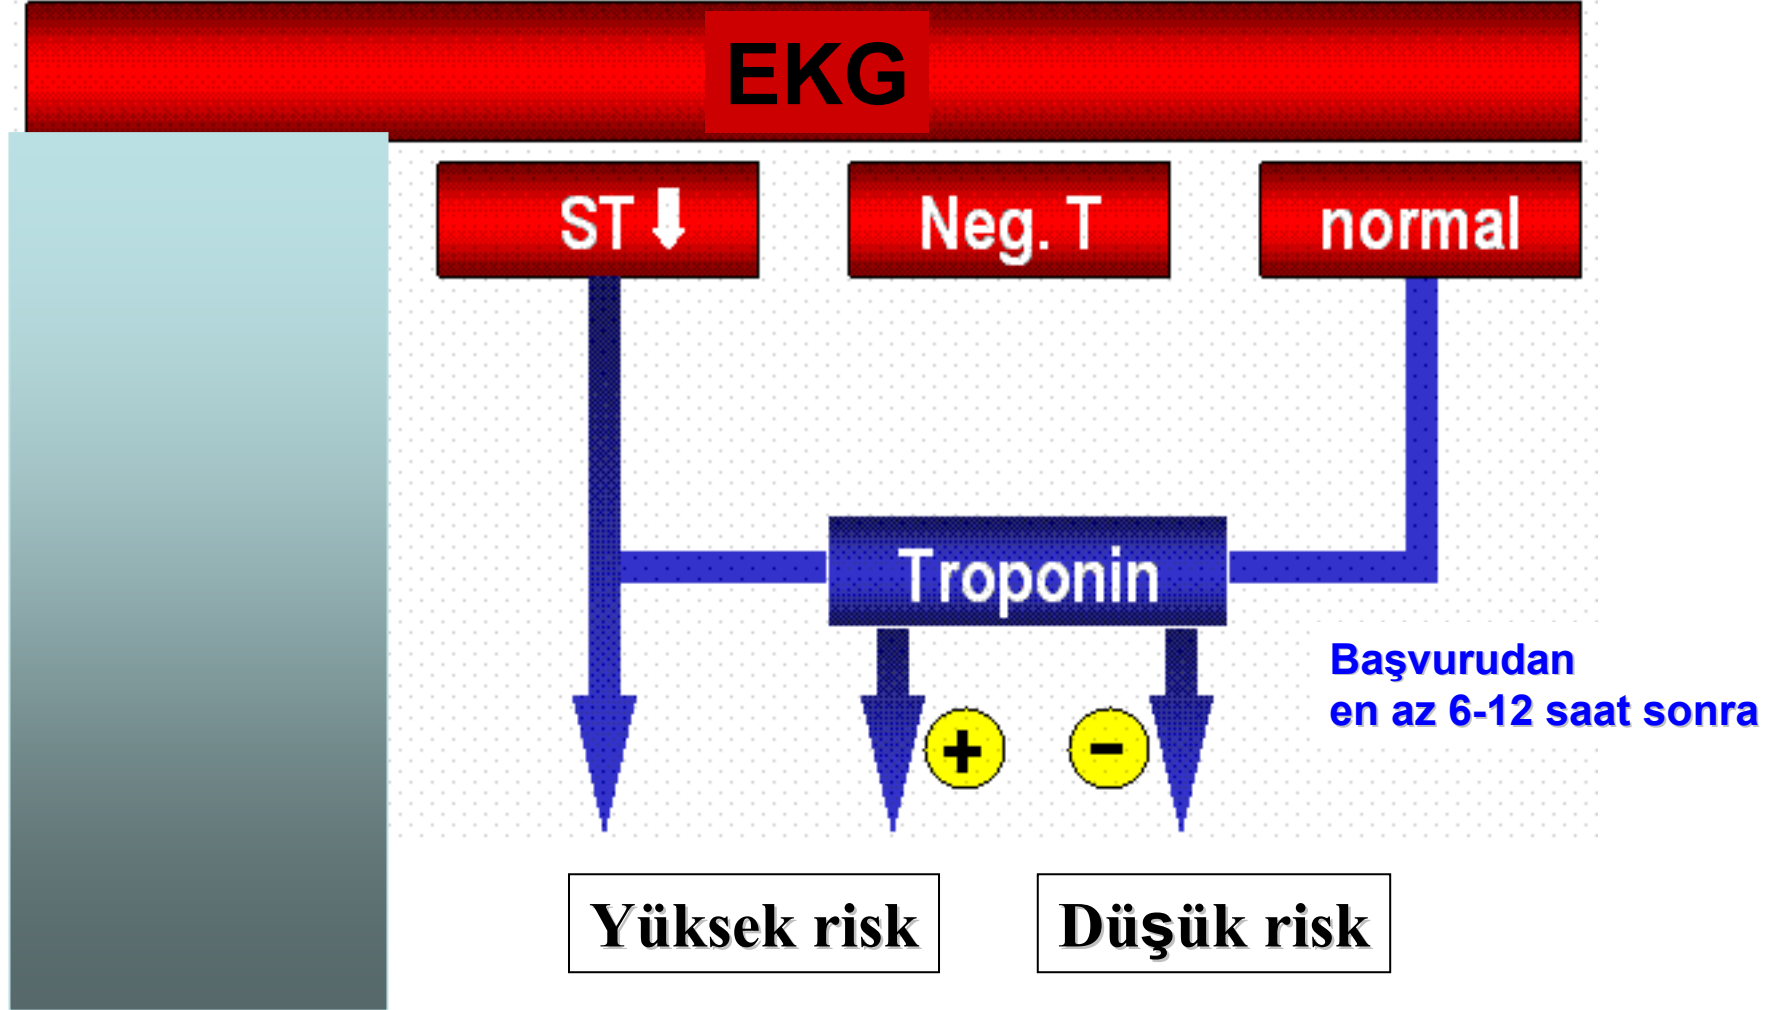 EKG
ST
Neg. T
normal
Troponin
Başvurudan
en az 6-12 saat sonra
+
-
Yüksek risk
Düşük risk